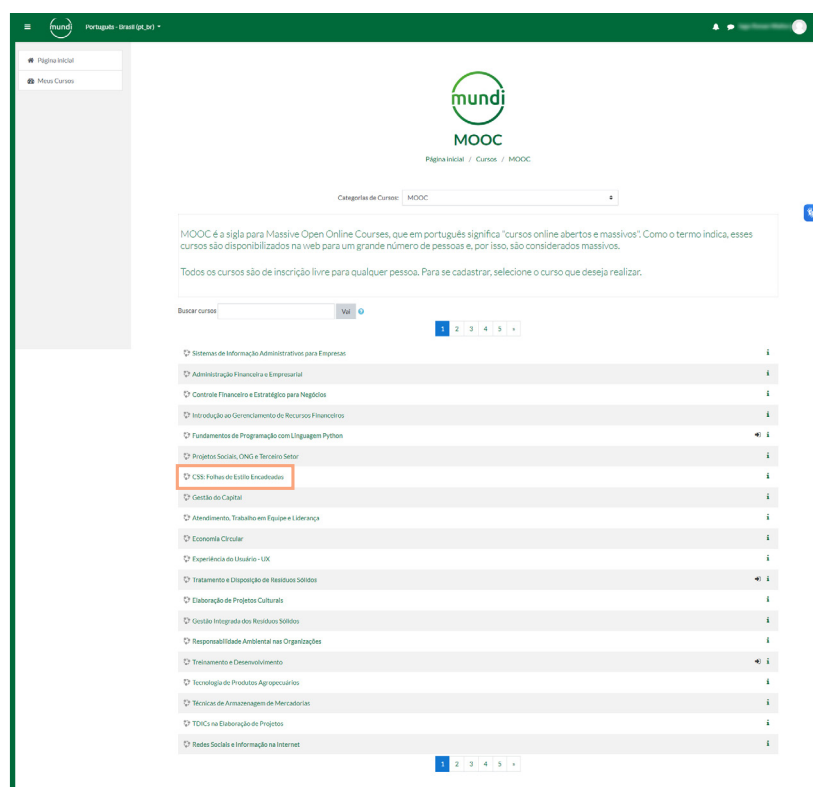 mundi
Português - Brasil (pt_br)
Página Inicial
Meus Cursos
mundi
MOOC
Página inicial / Cursos / MOOC
Categorias de Cursos: MOOC
MOOC é a sigla para Massive Open Online Courses, que em português significa "cursos online abertos e massivos". Como o termo indica, esses
cursos são disponibilizados na web para um grande número de pessoas e, por isso, são considerados massivos.
Todos os cursos são de inscrição livre para qualquer pessoa. Para se cadastrar, selecione o curso que deseja realizar.
Buscar cursos Vai
1 2 3 4 5 »
Sistemas de Informação Administrativos para Empresas
Administração Financeira e Empresarial
Controle Financeiro e Estratégico para Negócios
Introdução ao Gerenciamento de Recursos Financeiros
Fundamentos de Programação com Linguagem Python
Projetos Sociais, ONG e Terceiro Setor
CSS: Folhas de Estilo Encadeadas
Gestão do Capital
Atendimento, Trabalho em Equipe e Liderança
Economia Circular
Experiência do Usuário - UX
Tratamento e Disposição de Resíduos Sólidos
Elaboração de Projetos Culturais
Gestão Integrada dos Resíduos Sólidos
Responsabilidade Ambiental nas Organizações
Treinamento e Desenvolvimento
Tecnologia de Produtos Agropecuários
Técnicas de Armazenagem de Mercadorias
TDICs na Elaboração de Projetos
Redes Sociais e Informação na Internet
1 2 3 4 5 »